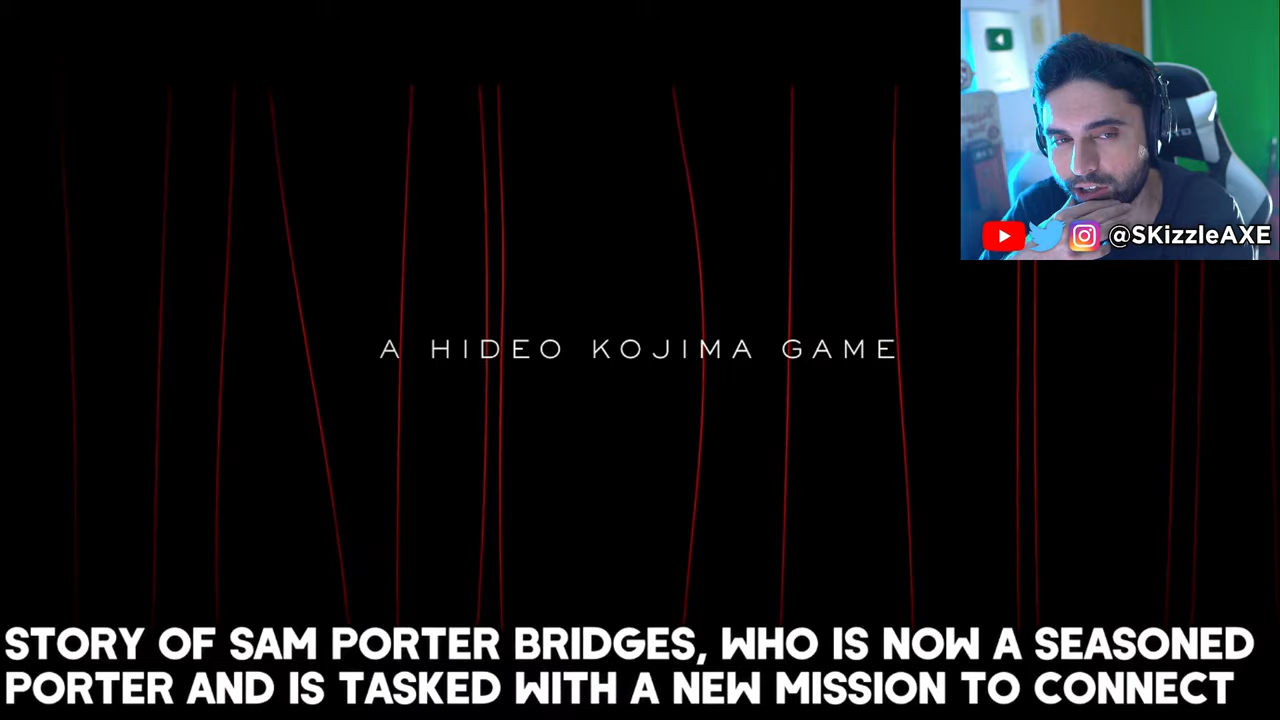 @SKizzleAXE
A HIDEO KOJIMA GAME
STORY OF SAM PORTER BRIDGES, WHO IS NOW A SEASONED
PORTER AND IS TASKED WITH A NEW MISSION TO CONNECT